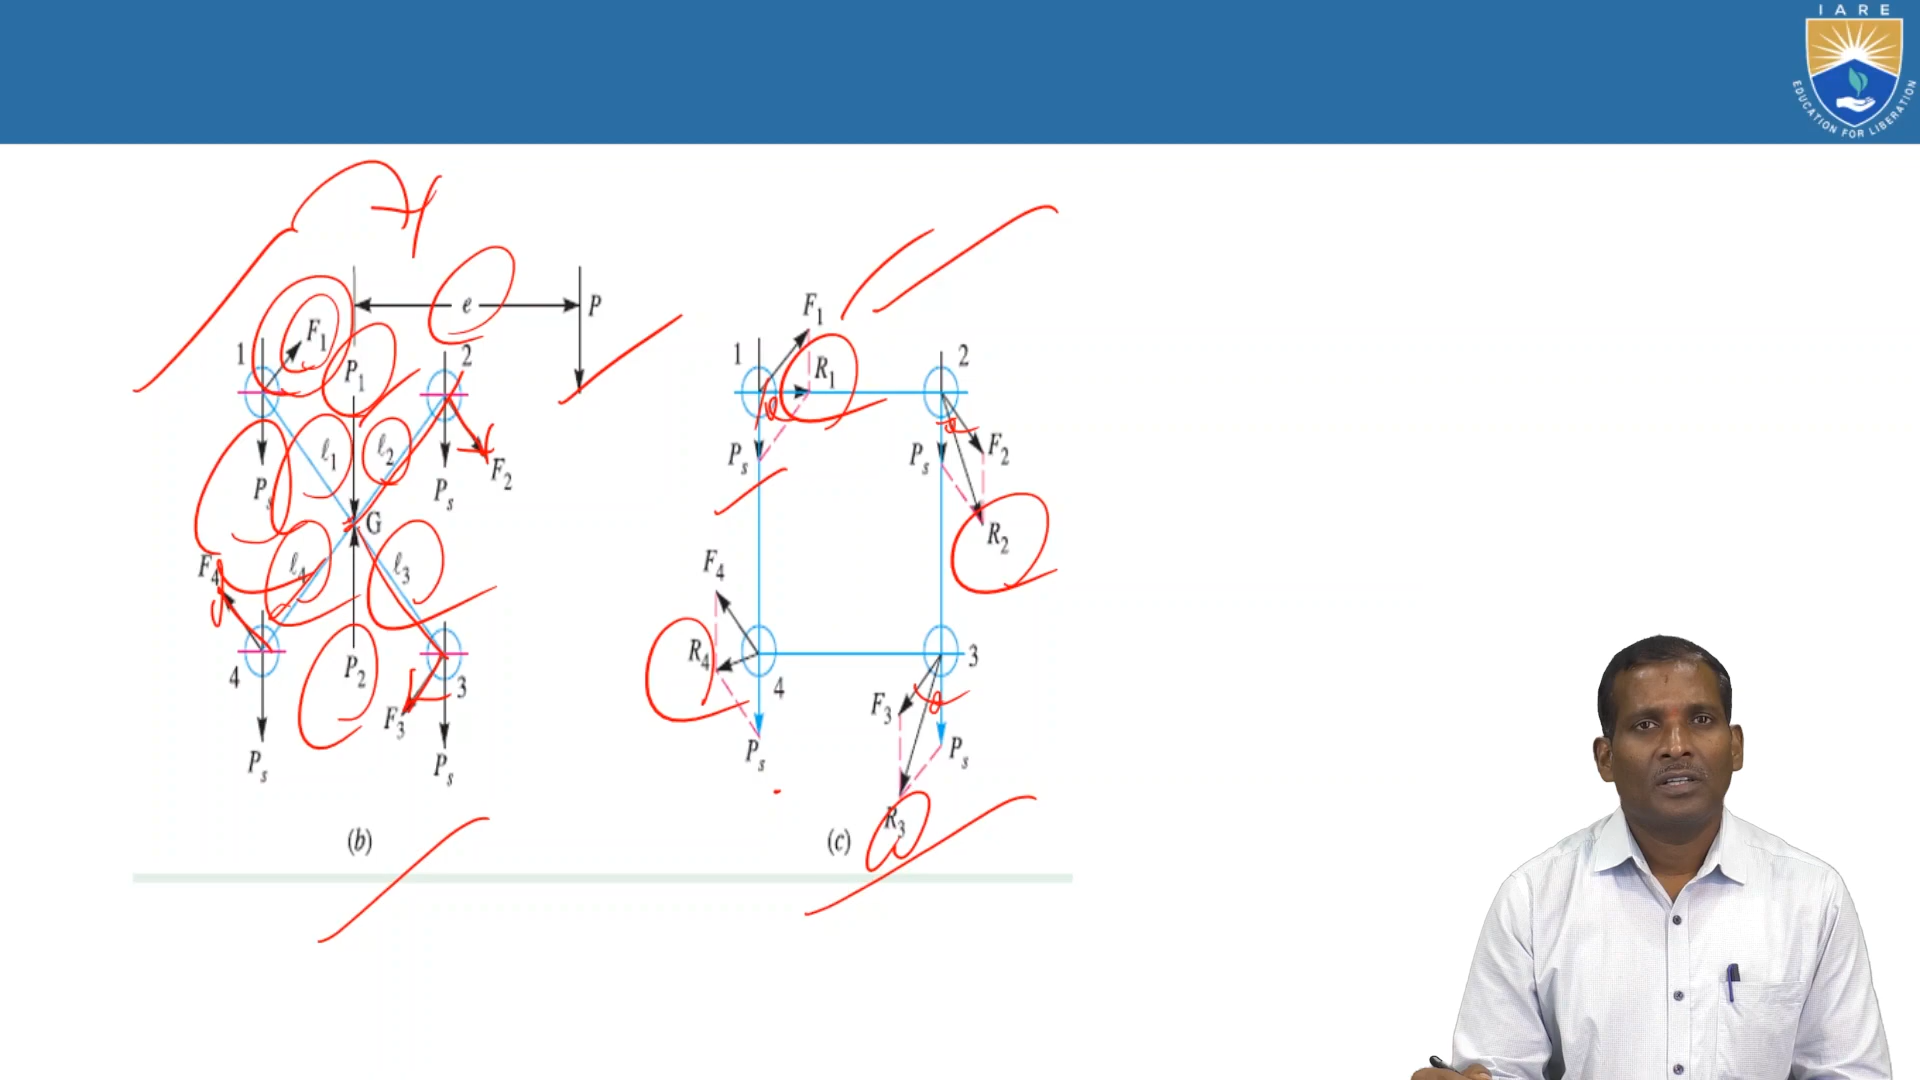 IARE
EDUCATION FOR LIBERATION
e
P
1
F1
P1
2
ℓ1
ℓ2
Ps
Ps
F2
G
F4
ℓ4
ℓ3
4
P2
3
F3
Ps
Ps
(b)
F1
1
R1
2
Ps
Ps
F2
R2
F4
R4
3
4
F3
Ps
Ps
R3
(c)